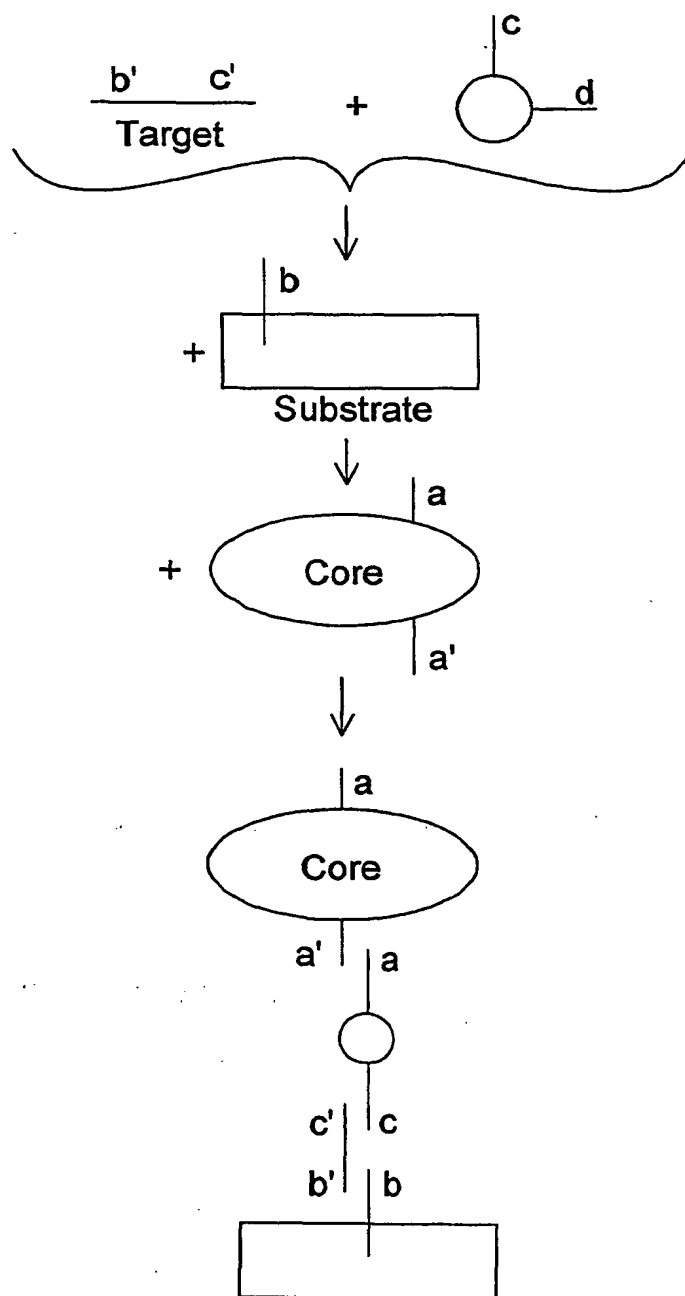 c
b' c'
+ d
Target
b
+
Substrate
a
+ Core
a'
a
Core
a' a
c' c
b' b